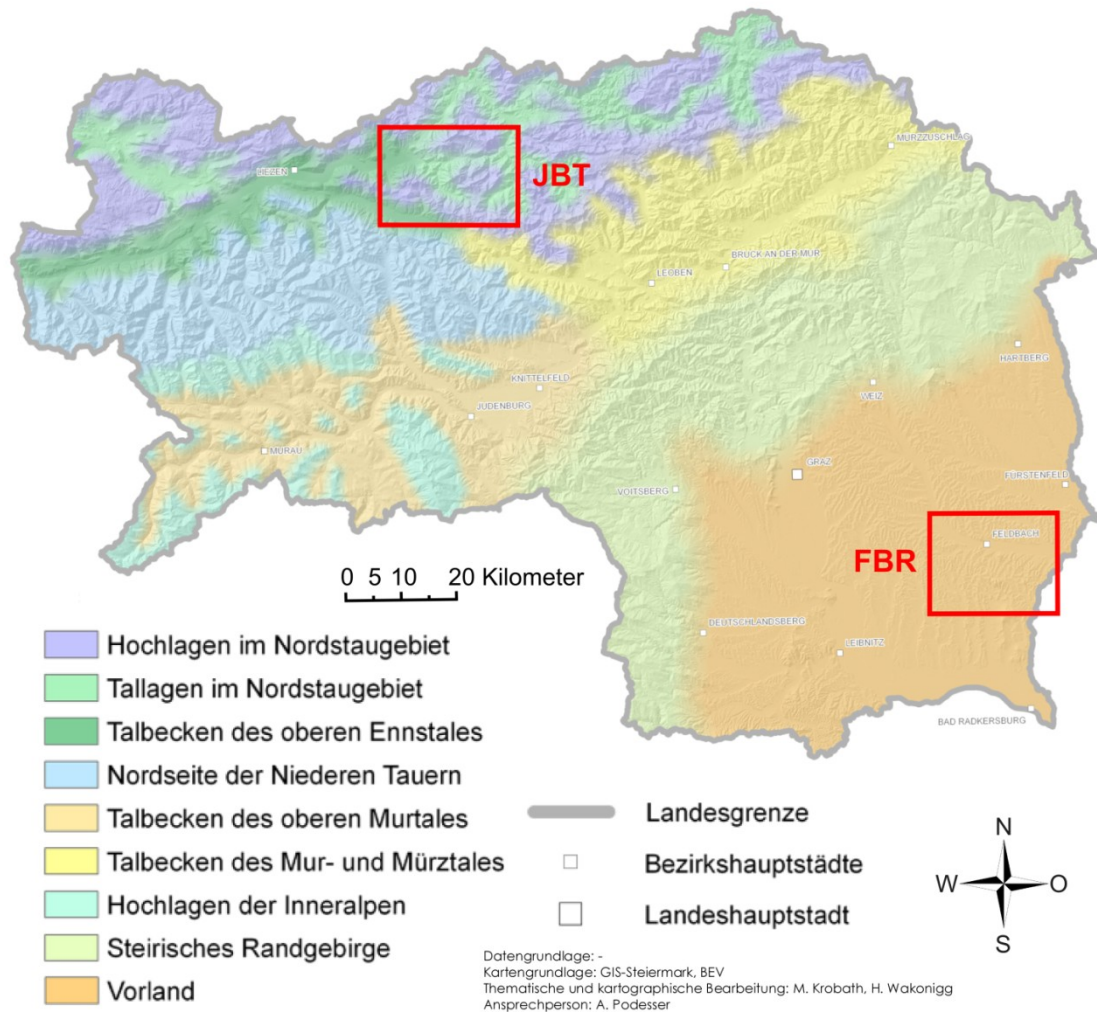 MÜRZZUSCHLAG
LIEZEN
JBT
BRUCK AN DER MUR
LEOBEN
HARTBERG
KNITTELFELD
WEIZ
JUDENBURG
MURAU
GRAZ
FÜRSTENFELD
VOITSBERG
FELDBACH
FBR
0 5 10 20 Kilometer
DEUTSCHLANDSBERG
LEIBNITZ
BAD RADKERSBURG
Hochlagen im Nordstaugebiet
Tallagen im Nordstaugebiet
Talbecken des oberen Ennstales
Nordseite der Niederen Tauern
Talbecken des oberen Murtales
Talbecken des Mur- und Mürztales
Hochlagen der Inneralpen
Steirisches Randgebirge
Vorland
Landesgrenze
Bezirkshauptstädte
Landeshauptstadt
N
W O
S
Datengrundlage: -
Kartengrundlage: GIS-Steiermark, BEV
Thematische und kartographische Bearbeitung: M. Krobath, H. Wakonigg
Ansprechperson: A. Podesser